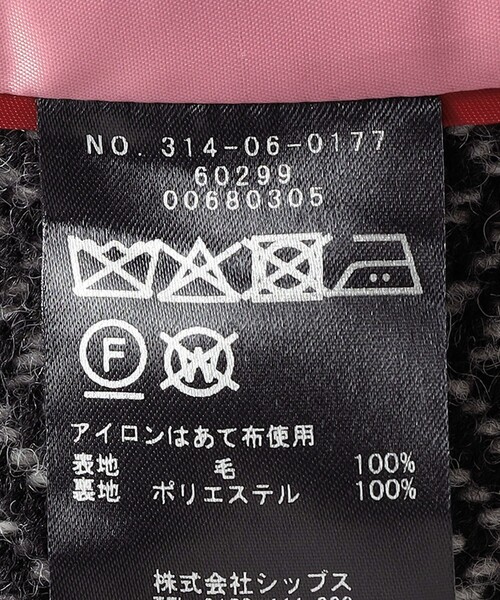 NO. 314-06-0177
60299
00680305
F
W
アイロンはあて布使用
表地 毛 100%
裏地 ポリエステル 100%
株式会社シップス